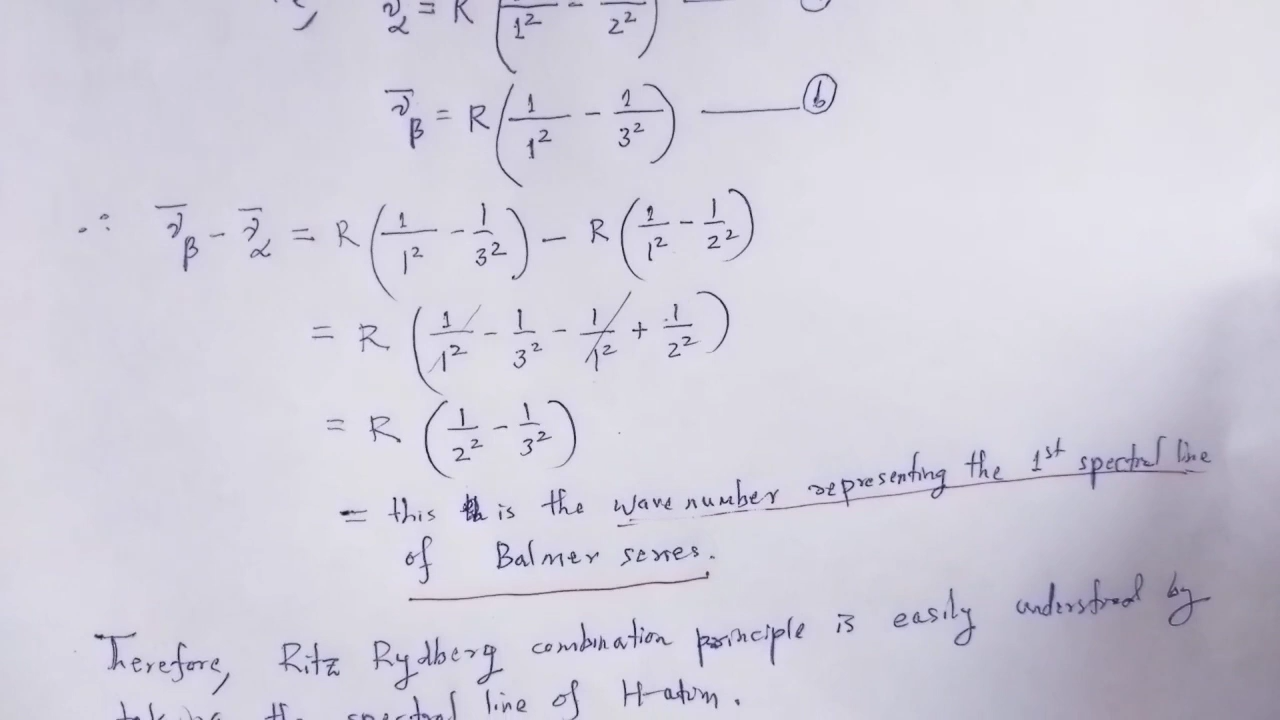 ν̄_α = R (1/1² - 1/2²) ———
ν̄_β = R (1/1² - 1/3²) ——— (b)
∴ ν̄_β - ν̄_α = R (1/1² - 1/3²) - R (1/1² - 1/2²)
= R (1/1² - 1/3² - 1/1² + 1/2²)
= R (1/2² - 1/3²)
= this is the wave number representing the 1st spectral line
of Balmer series.
Therefore, Ritz Rydberg combination principle is easily understood by
taking the spectral line of H-atom.